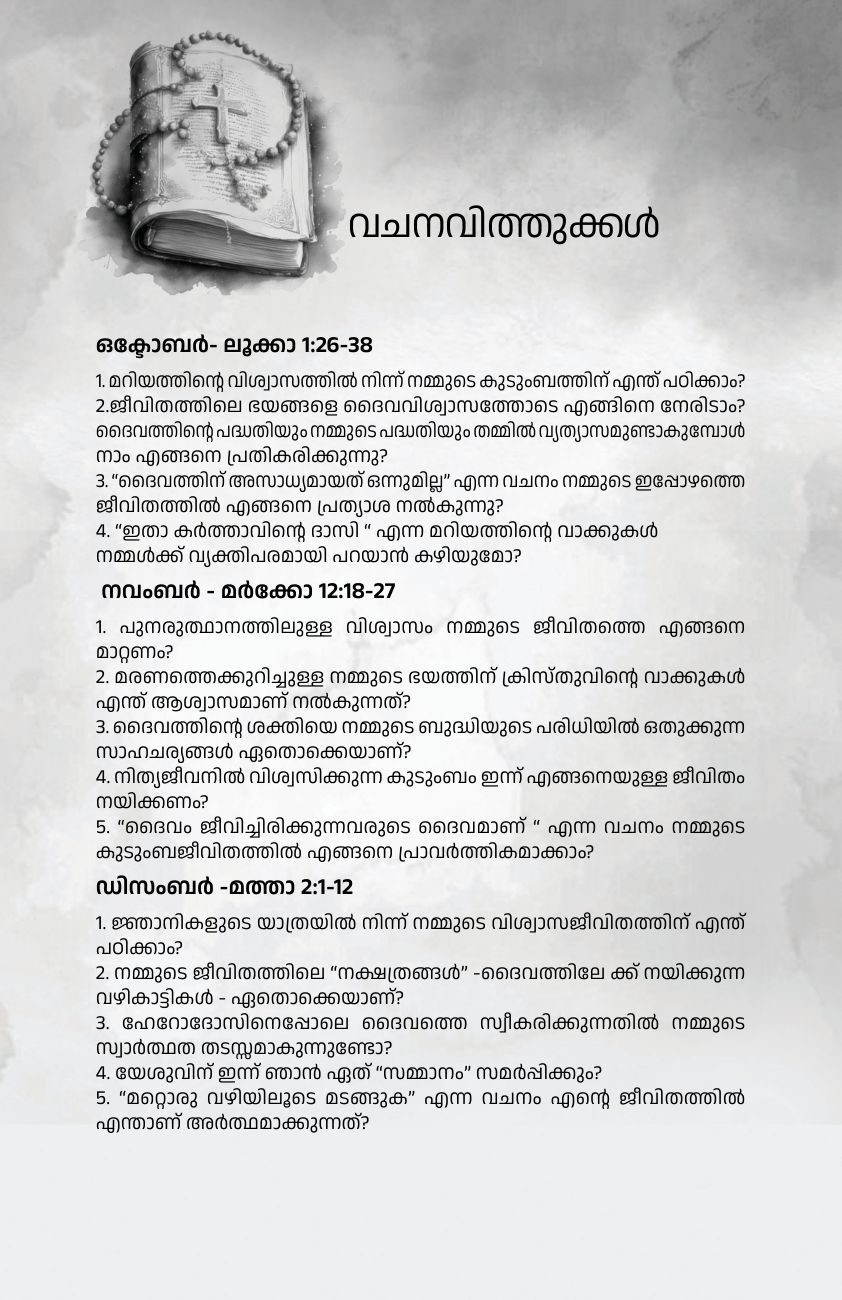 വചനവിത്തുക്കൾ
ഒക്ടോബർ- ലൂക്കാ 1:26-38
1. മറിയത്തിന്റെ വിശ്വാസത്തിൽ നിന്ന് നമ്മുടെ കുടുംബത്തിന് എന്ത് പഠിക്കാം?
2.ജീവിതത്തിലെ ഭയങ്ങളെ ദൈവവിശ്വാസത്തോടെ എങ്ങിനെ നേരിടാം?
ദൈവത്തിന്റെ പദ്ധതിയും നമ്മുടെ പദ്ധതിയും തമ്മിൽ വ്യത്യാസമുണ്ടാകുമ്പോൾ
നാം എങ്ങനെ പ്രതികരിക്കുന്നു?
3. “ദൈവത്തിന് അസാധ്യമായത് ഒന്നുമില്ല” എന്ന വചനം നമ്മുടെ ഇപ്പോഴത്തെ
ജീവിതത്തിൽ എങ്ങനെ പ്രത്യാശ നൽകുന്നു?
4. “ഇതാ കർത്താവിന്റെ ദാസി “ എന്ന മറിയത്തിന്റെ വാക്കുകൾ
നമ്മൾക്ക് വ്യക്തിപരമായി പറയാൻ കഴിയുമോ?
നവംബർ - മർക്കോ 12:18-27
1. പുനരുത്ഥാനത്തിലുള്ള വിശ്വാസം നമ്മുടെ ജീവിതത്തെ എങ്ങനെ
മാറ്റണം?
2. മരണത്തെക്കുറിച്ചുള്ള നമ്മുടെ ഭയത്തിന് ക്രിസ്തുവിന്റെ വാക്കുകൾ
എന്ത് ആശ്വാസമാണ് നൽകുന്നത്?
3. ദൈവത്തിന്റെ ശക്തിയെ നമ്മുടെ ബുദ്ധിയുടെ പരിധിയിൽ ഒതുക്കുന്ന
സാഹചര്യങ്ങൾ ഏതൊക്കെയാണ്?
4. നിത്യജീവനിൽ വിശ്വസിക്കുന്ന കുടുംബം ഇന്ന് എങ്ങനെയുള്ള ജീവിതം
നയിക്കണം?
5. “ദൈവം ജീവിച്ചിരിക്കുന്നവരുടെ ദൈവമാണ് “ എന്ന വചനം നമ്മുടെ
കുടുംബജീവിതത്തിൽ എങ്ങനെ പ്രാവർത്തികമാക്കാം?
ഡിസംബർ -മത്താ 2:1-12
1. ജ്ഞാനികളുടെ യാത്രയിൽ നിന്ന് നമ്മുടെ വിശ്വാസജീവിതത്തിന് എന്ത്
പഠിക്കാം?
2. നമ്മുടെ ജീവിതത്തിലെ “നക്ഷത്രങ്ങൾ” -ദൈവത്തിലേ ക്ക് നയിക്കുന്ന
വഴികാട്ടികൾ - ഏതൊക്കെയാണ്?
3. ഹേറോദോസിനെപ്പോലെ ദൈവത്തെ സ്വീകരിക്കുന്നതിൽ നമ്മുടെ
സ്വാർത്ഥത തടസ്സമാകുന്നുണ്ടോ?
4. യേശുവിന് ഇന്ന് ഞാൻ ഏത് “സമ്മാനം” സമർപ്പിക്കും?
5. “മറ്റൊരു വഴിയിലൂടെ മടങ്ങുക” എന്ന വചനം എന്റെ ജീവിതത്തിൽ
എന്താണ് അർത്ഥമാക്കുന്നത്?